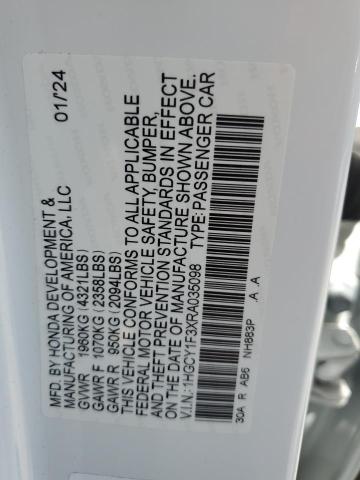 MFD. BY HONDA DEVELOPMENT &
MANUFACTURING OF AMERICA, LLC 01/'24
GVWR 1960KG (4321LBS)
GAWR F 1070KG (2358LBS)
GAWR R 950KG (2094LBS)
THIS VEHICLE CONFORMS TO ALL APPLICABLE
FEDERAL MOTOR VEHICLE SAFETY, BUMPER,
AND THEFT PREVENTION STANDARDS IN EFFECT
ON THE DATE OF MANUFACTURE SHOWN ABOVE.
V.I.N.:1HGCY1F3XRA035098 TYPE:PASSENGER CAR
30A R AB6 NH883P .A .A